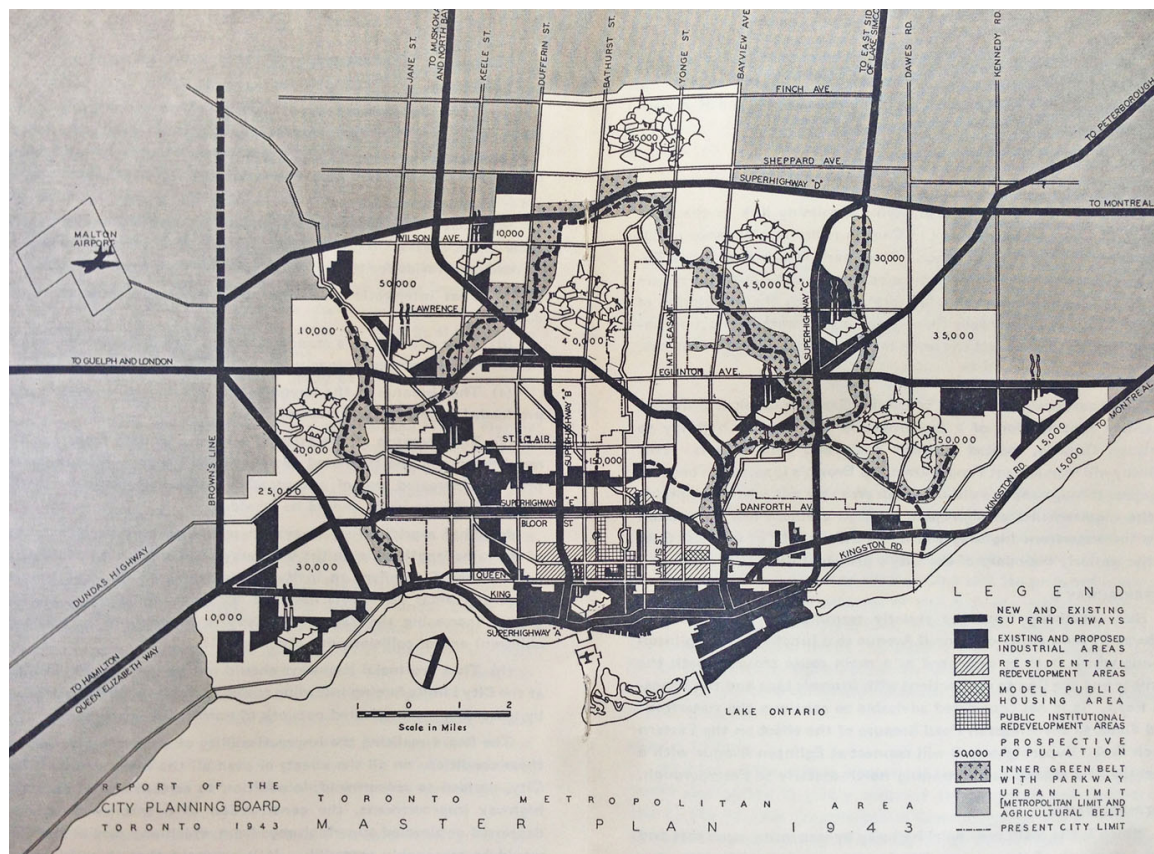 JANE ST.
TO MUSKOKA
AND NORTH BAY
KEELE ST.
DUFFERIN ST.
BATHURST ST.
YONGE ST.
BAYVIEW AVE
TO EAST SIDE
OF LAKE SIMCO
DAWES RD.
KENNEDY RD.
FINCH AVE.
TO PETERBOROUGH
45,000
SHEPPARD AVE.
SUPERHIGHWAY "D"
TO MONTREAL
MALTON
AIRPORT
WILSON AVE.
10,000
30,000
50,000
45,000
SUPERHIGHWAY "C"
LAWRENCE
10,000
40,000
MT. PLEASANT
35,000
TO GUELPH AND LONDON
EGLINTON AVE.
TO MONTREAL
SUPERHIGHWAY "B"
BROWN'S LINE
40,000
ST. CLAIR
50,000
15,000
150,000
15,000
25,000
KINGSTON RD.
SUPERHIGHWAY "E"
DANFORTH AV.
BLOOR ST.
JARVIS ST.
KINGSTON RD.
DUNDAS HIGHWAY
30,000
QUEEN
KING
10,000
SUPERHIGHWAY "A"
TO HAMILTON
QUEEN ELIZABETH WAY
1 0 1 2
Scale in Miles
LAKE ONTARIO
LEGEND
NEW AND EXISTING
SUPERHIGHWAYS
EXISTING AND PROPOSED
INDUSTRIAL AREAS
RESIDENTIAL
REDEVELOPMENT AREAS
MODEL PUBLIC
HOUSING AREA
PUBLIC INSTITUTIONAL
REDEVELOPMENT AREAS
50,000 PROSPECTIVE
POPULATION
INNER GREEN BELT
WITH PARKWAY
URBAN LIMIT
[METROPOLITAN LIMIT AND
AGRICULTURAL BELT]
PRESENT CITY LIMIT
REPORT OF THE
CITY PLANNING BOARD
TORONTO 1943
TORONTO METROPOLITAN AREA
MASTER PLAN 1943